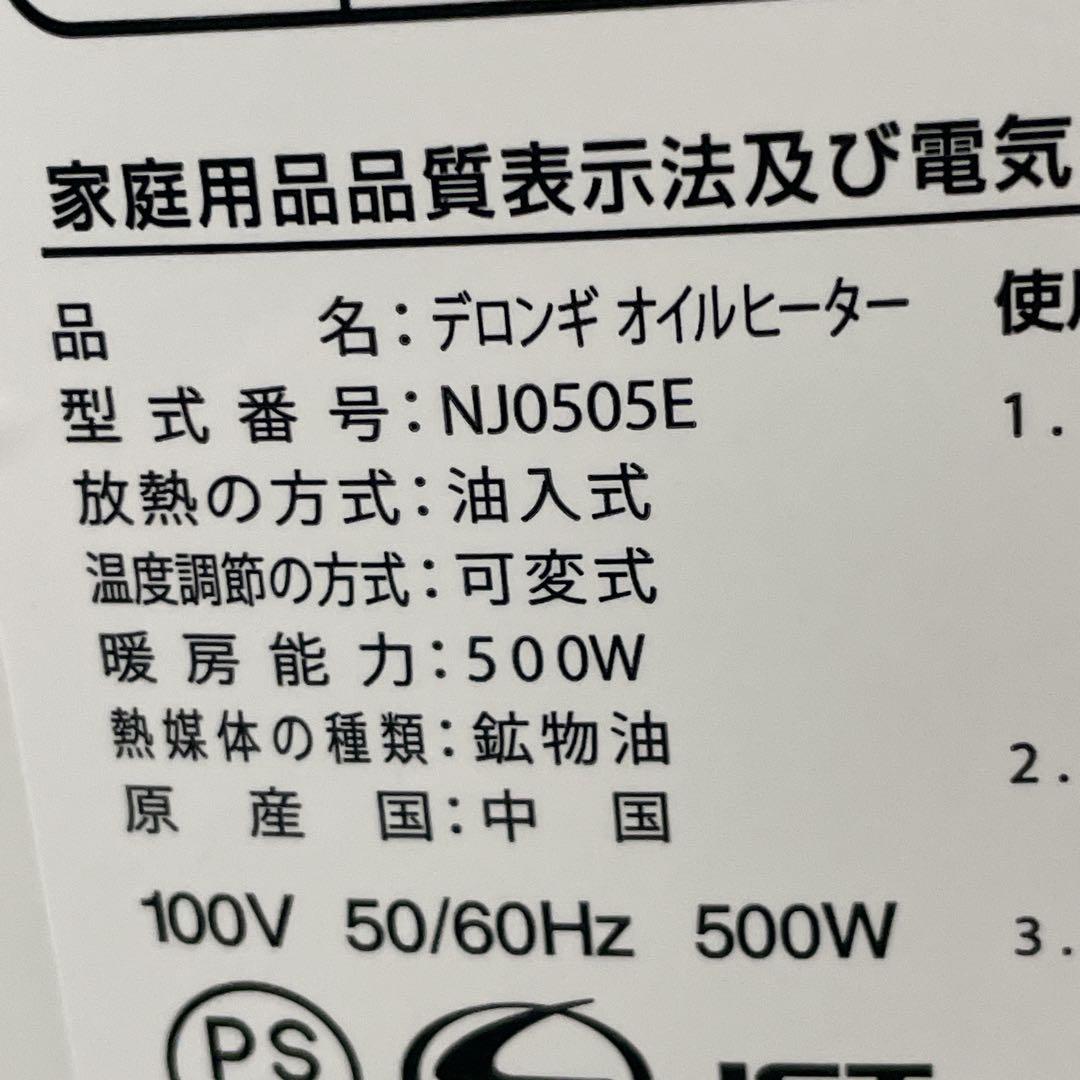 家庭用品品質表示法及び電気
品 名：デロンギ オイルヒーター
型式番号：NJ0505E
放熱の方式：油入式
温度調節の方式：可変式
暖房能力：500W
熱媒体の種類：鉱物油
原産国：中国
100V 50/60Hz 500W
PS
JET
使用
1.
2.
3.